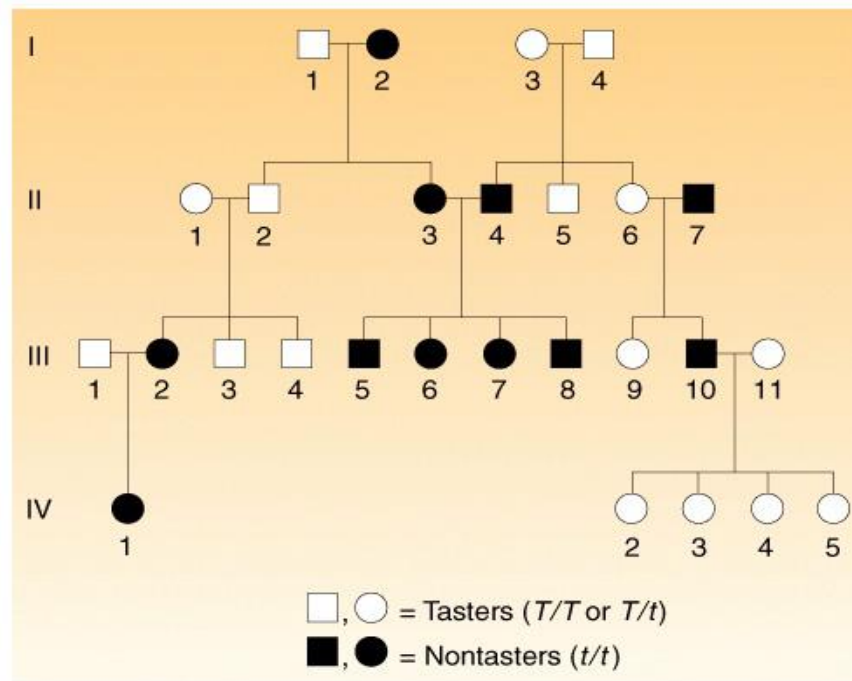 I
1 2 3 4
II
1 2 3 4 5 6 7
III
1 2 3 4 5 6 7 8 9 10 11
IV
1 2 3 4 5
, = Tasters (T/T or T/t)
, = Nontasters (t/t)